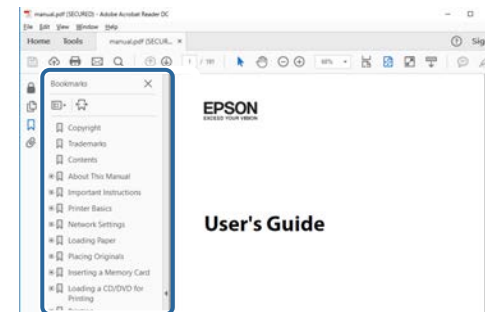 manual.pdf (SECURED) - Adobe Acrobat Reader DC
File Edit View Window Help
Home Tools manual.pdf (SECUR... ×
1 / 191
Bookmarks
Copyright
Trademarks
Contents
About This Manual
Important Instructions
Printer Basics
Network Settings
Loading Paper
Placing Originals
Inserting a Memory Card
Loading a CD/DVD for
Printing
EPSON
EXCEED YOUR VISION
User's Guide